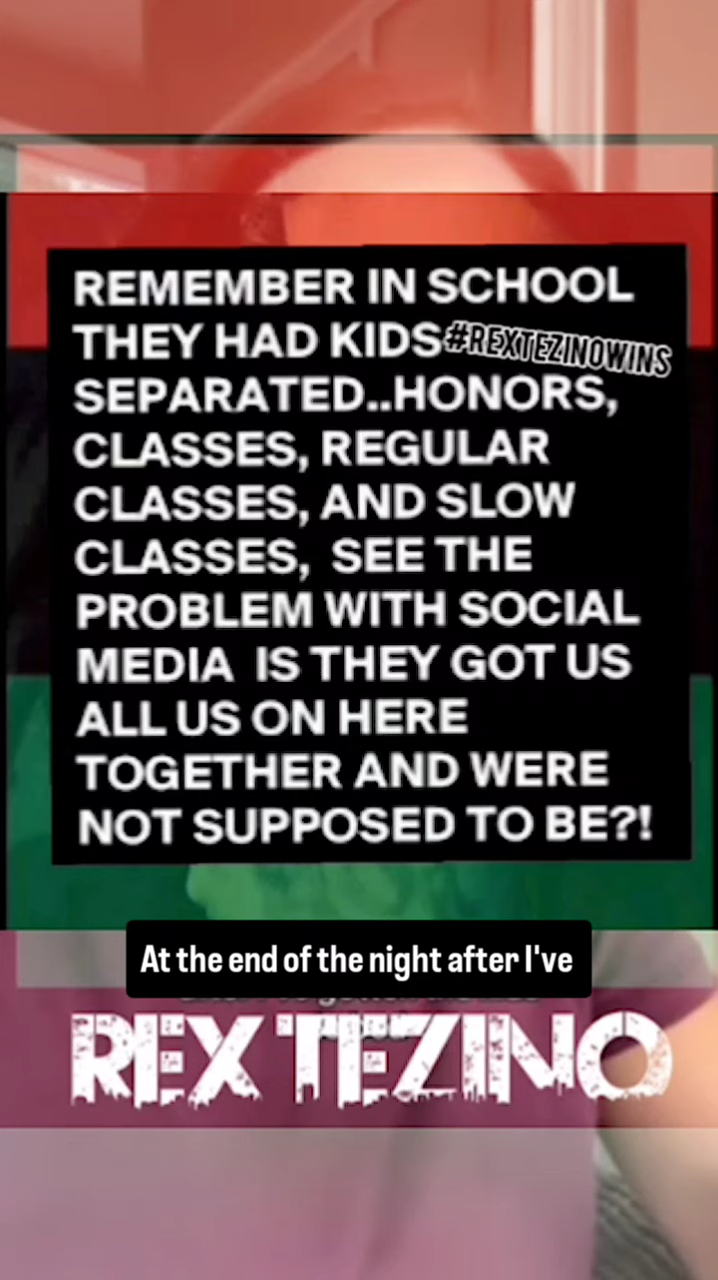 REMEMBER IN SCHOOL
THEY HAD KIDS #REXTEZINOWINS
SEPARATED..HONORS,
CLASSES, REGULAR
CLASSES, AND SLOW
CLASSES, SEE THE
PROBLEM WITH SOCIAL
MEDIA IS THEY GOT US
ALL US ON HERE
TOGETHER AND WERE
NOT SUPPOSED TO BE?!
At the end of the night after I've
REX TEZINO